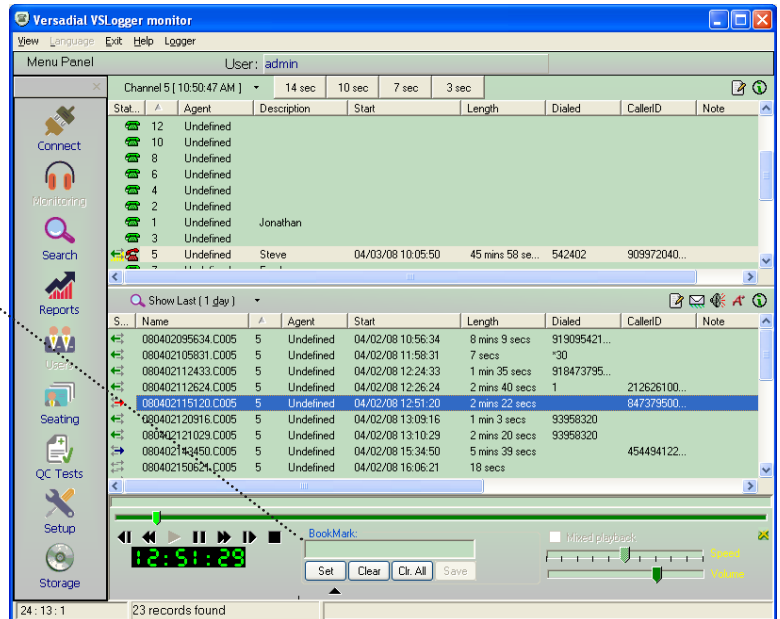 Versadial VSLogger monitor
View Language Exit Help Logger
Menu Panel User: admin
Channel 5 [ 10:50:47 AM ] 14 sec 10 sec 7 sec 3 sec
Stat... Agent Description Start Length Dialed CallerID Note
12 Undefined
10 Undefined
8 Undefined
6 Undefined
4 Undefined
2 Undefined
1 Undefined Jonathan
3 Undefined
5 Undefined Steve 04/03/08 10:05:50 45 mins 58 se... 542402 909972040...
Connect
Monitoring
Search
Reports
Users
Seating
QC Tests
Setup
Storage
Show Last ( 1 day )
S... Name Agent Start Length Dialed CallerID Note
080402095634.C005 5 Undefined 04/02/08 10:56:34 8 mins 9 secs 919095421...
080402105831.C005 5 Undefined 04/02/08 11:58:31 7 secs *30
080402112433.C005 5 Undefined 04/02/08 12:24:33 1 min 35 secs 918473795...
080402112624.C005 5 Undefined 04/02/08 12:26:24 2 mins 40 secs 1 212626100...
080402115120.C005 5 Undefined 04/02/08 12:51:20 2 mins 22 secs 847379500...
080402120916.C005 5 Undefined 04/02/08 13:09:16 1 min 3 secs 93958320
080402121029.C005 5 Undefined 04/02/08 13:10:29 2 mins 20 secs 93958320
080402143450.C005 5 Undefined 04/02/08 15:34:50 5 mins 39 secs 454494122...
080402150621.C005 5 Undefined 04/02/08 16:06:21 18 secs
BookMark:
Mixed playback
12:51:29
Speed
Set Clear Clr. All Save
Volume
24:13:1 23 records found